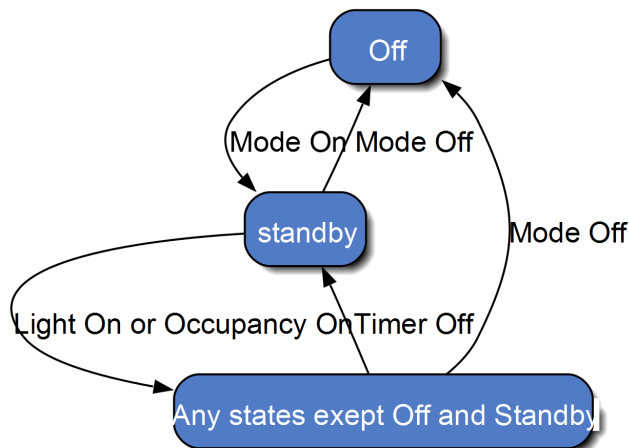 Off
Mode On
Mode Off
standby
Mode Off
Light On or Occupancy On
Timer Off
Any states exept Off and Standby